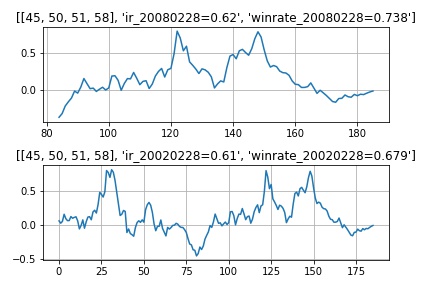 [[45, 50, 51, 58], 'ir_20080228=0.62', 'winrate_20080228=0.738']
0.5
0.0
80 100 120 140 160 180
[[45, 50, 51, 58], 'ir_20020228=0.61', 'winrate_20020228=0.679']
0.5
0.0
−0.5
0 25 50 75 100 125 150 175